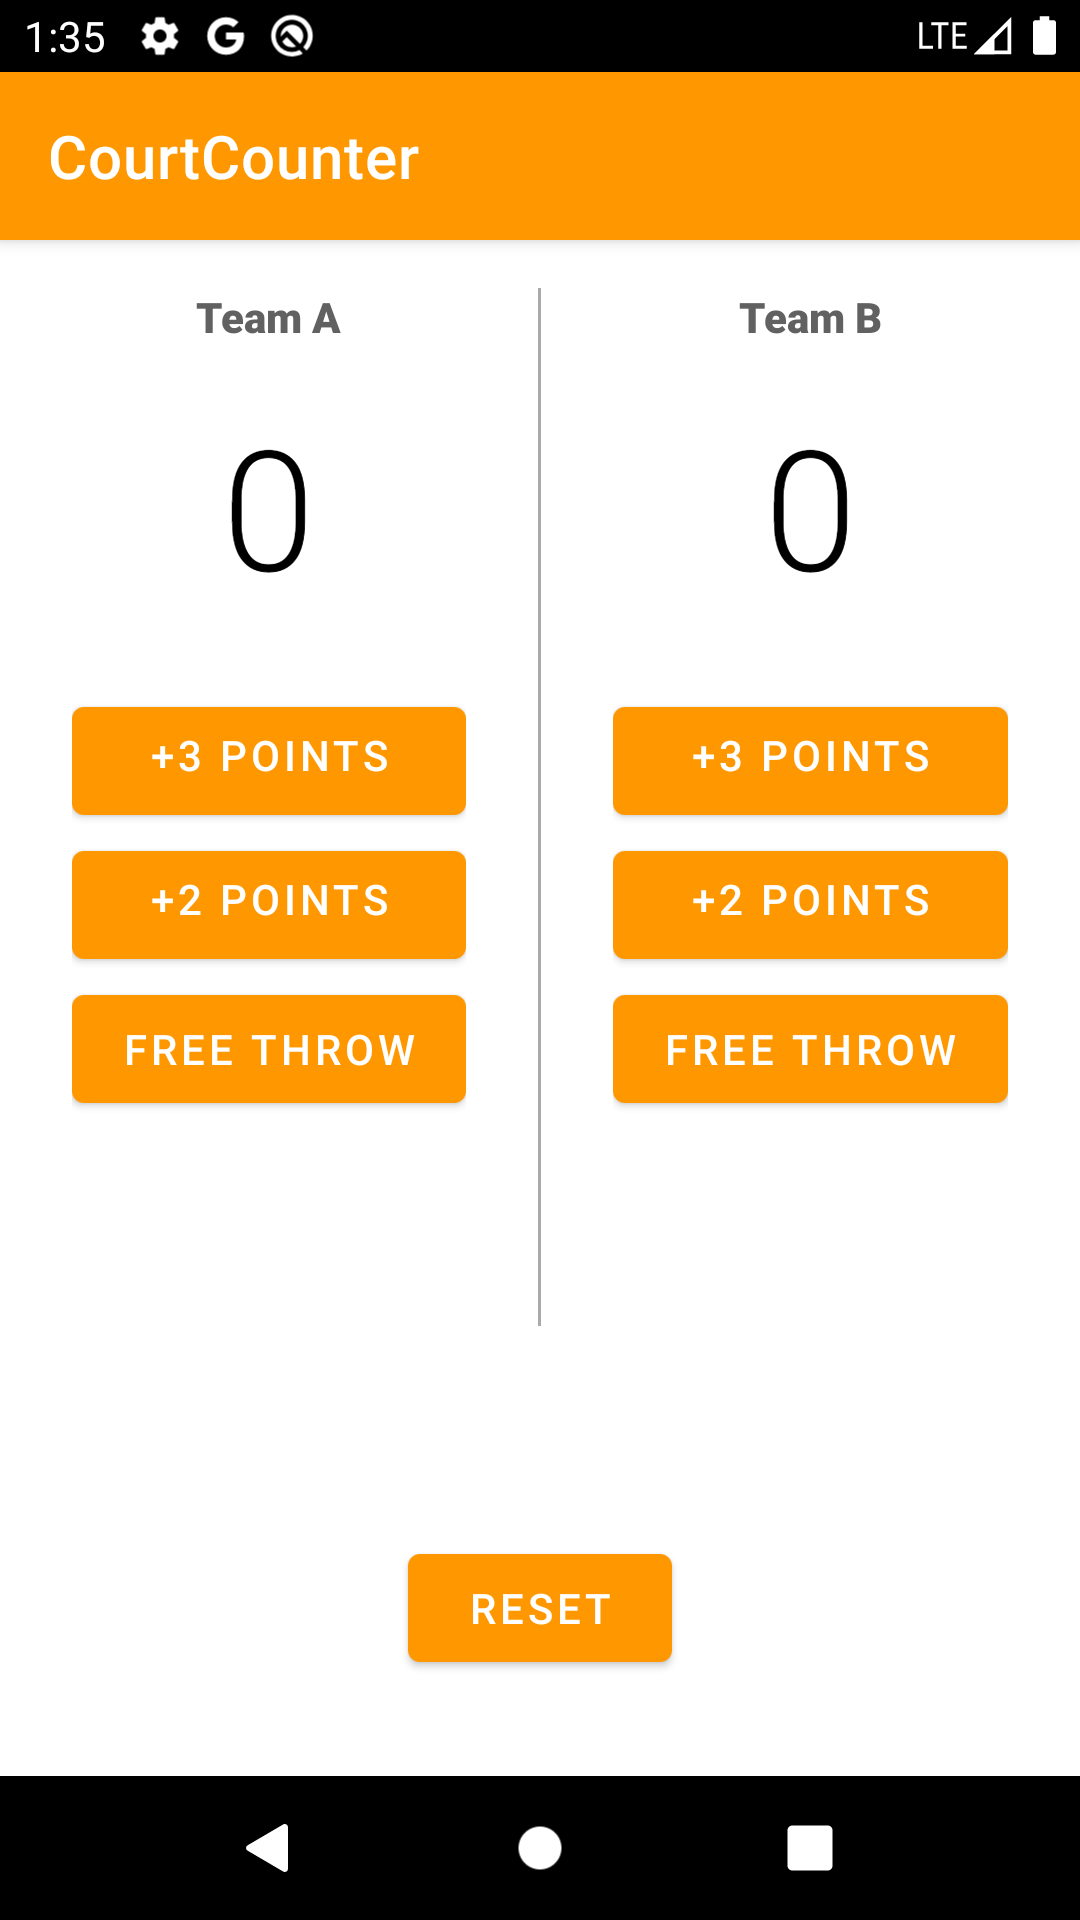 1:35 LTE
CourtCounter
Team A Team B
0 0
+3 POINTS +3 POINTS
+2 POINTS +2 POINTS
FREE THROW FREE THROW
RESET